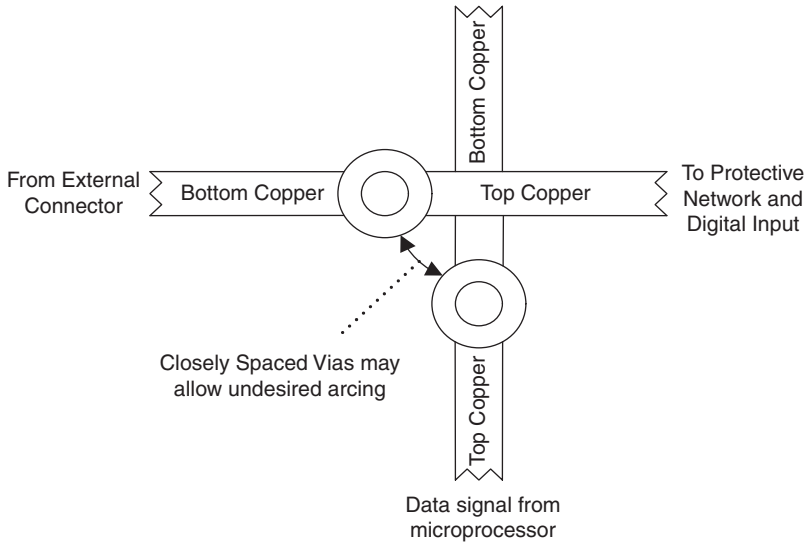 Bottom Copper
From External
Connector
Bottom Copper
Top Copper
To Protective
Network and
Digital Input
Closely Spaced Vias may
allow undesired arcing
Top Copper
Data signal from
microprocessor